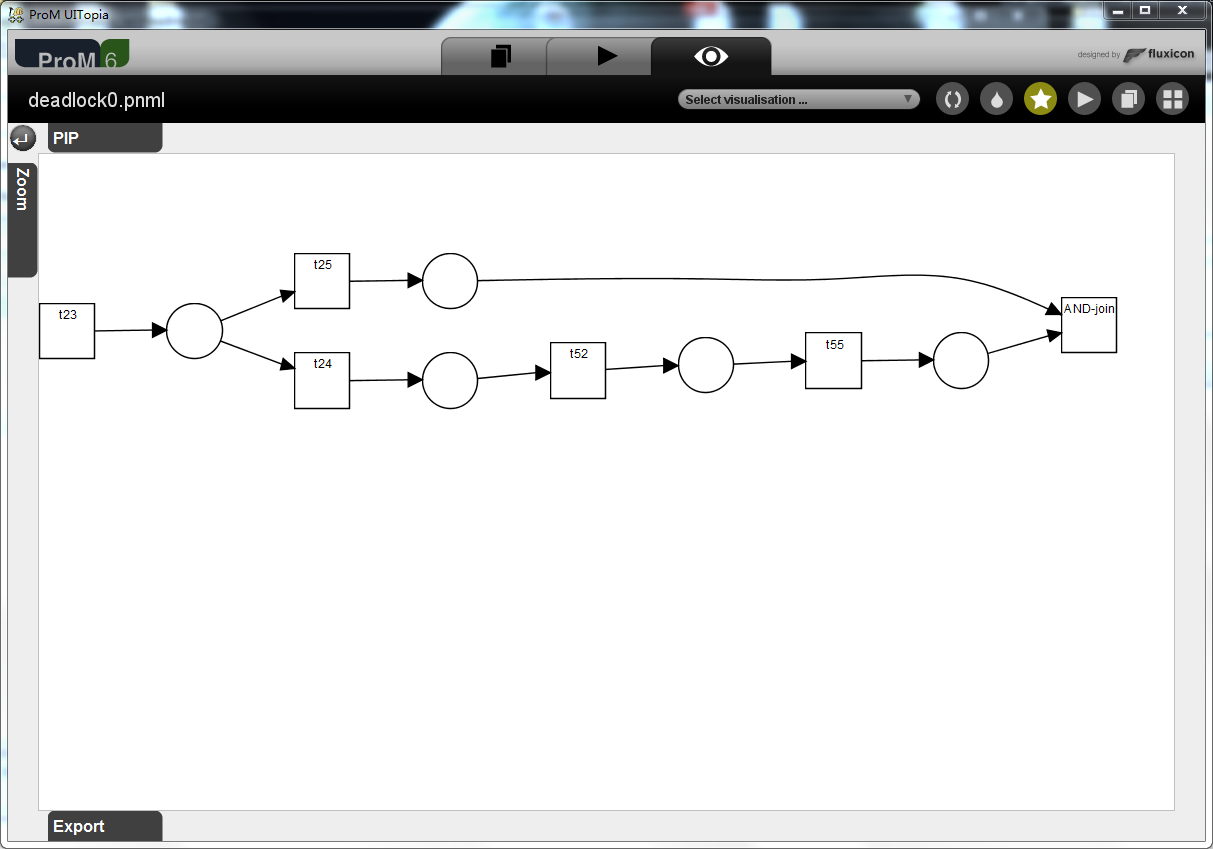 ProM UITopia
ProM 6
designed by fluxicon
deadlock0.pnml
Select visualisation ...
PIP
Zoom
t25
t23
AND-join
t52
t55
t24
Export